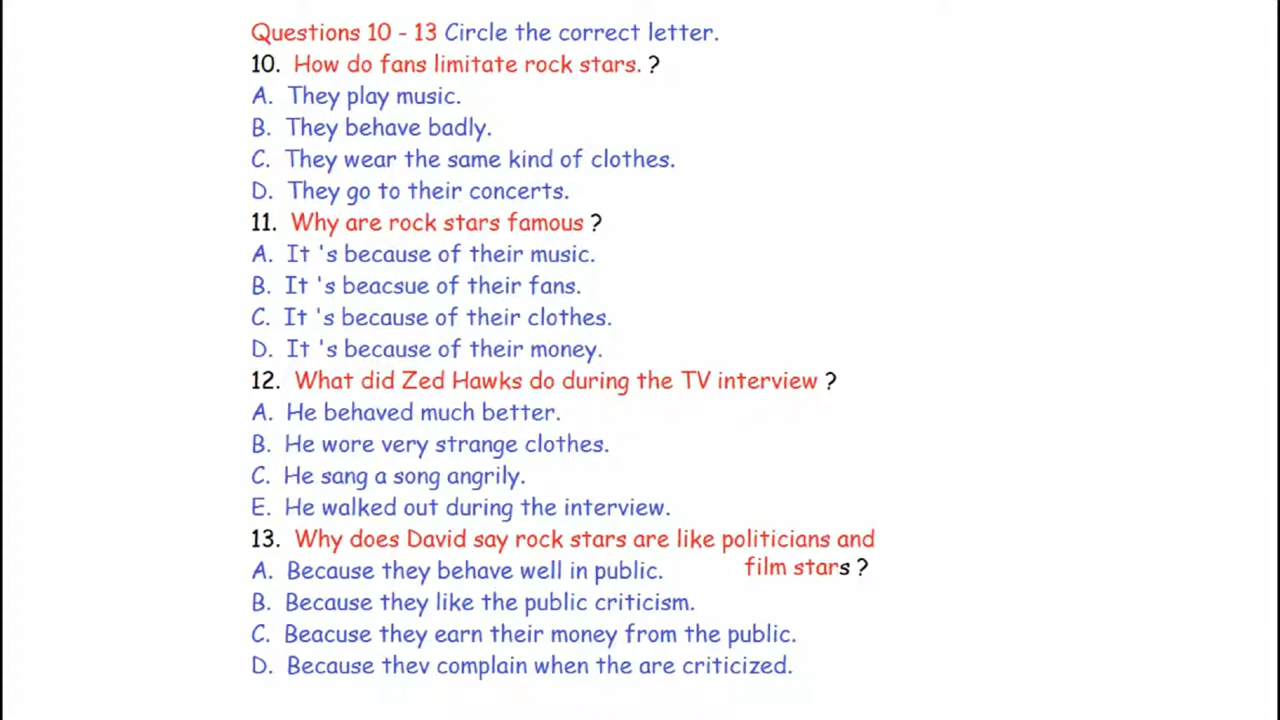 Questions 10 - 13 Circle the correct letter.
10. How do fans limitate rock stars. ?
A. They play music.
B. They behave badly.
C. They wear the same kind of clothes.
D. They go to their concerts.
11. Why are rock stars famous ?
A. It 's because of their music.
B. It 's beacsue of their fans.
C. It 's because of their clothes.
D. It 's because of their money.
12. What did Zed Hawks do during the TV interview ?
A. He behaved much better.
B. He wore very strange clothes.
C. He sang a song angrily.
E. He walked out during the interview.
13. Why does David say rock stars are like politicians and
film stars ?
A. Because they behave well in public.
B. Because they like the public criticism.
C. Beacuse they earn their money from the public.
D. Because thev complain when the are criticized.